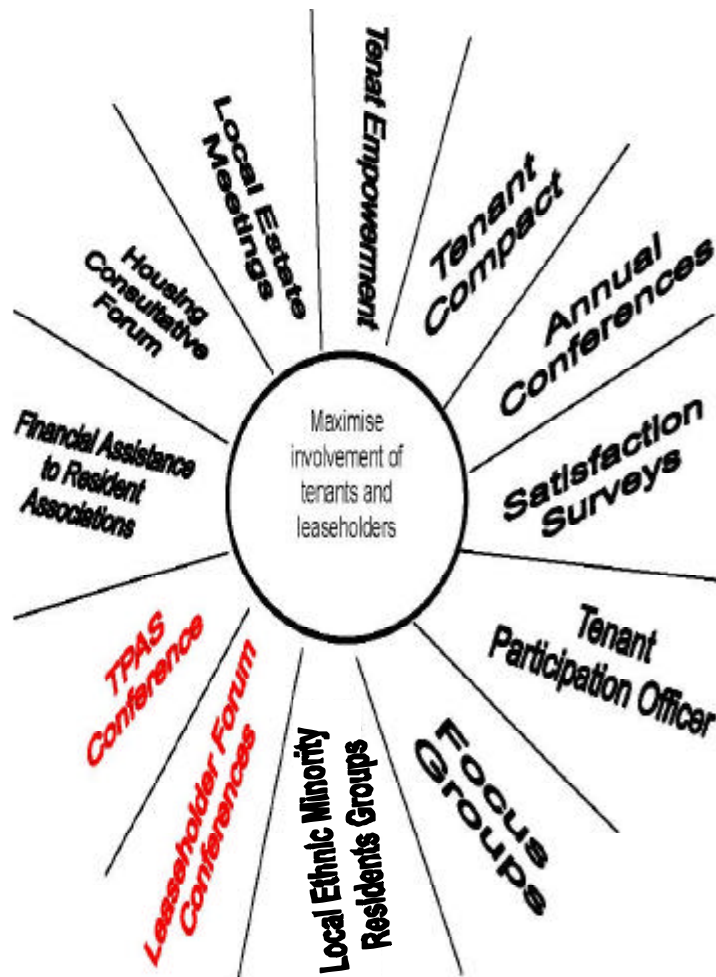 Maximise
involvement of
tenants and
leaseholders
Tenat Empowerment
Tenant
Compact
Annual
Conferences
Satisfaction
Surveys
Tenant
Participation Officer
Focus
Groups
Local Ethnic Minority
Residents Groups
Leaseholder Forum
Conferences
TPAS
Conference
Financial Assistance
to Resident
Associations
Housing
Consultative
Forum
Local Estate
Meetings